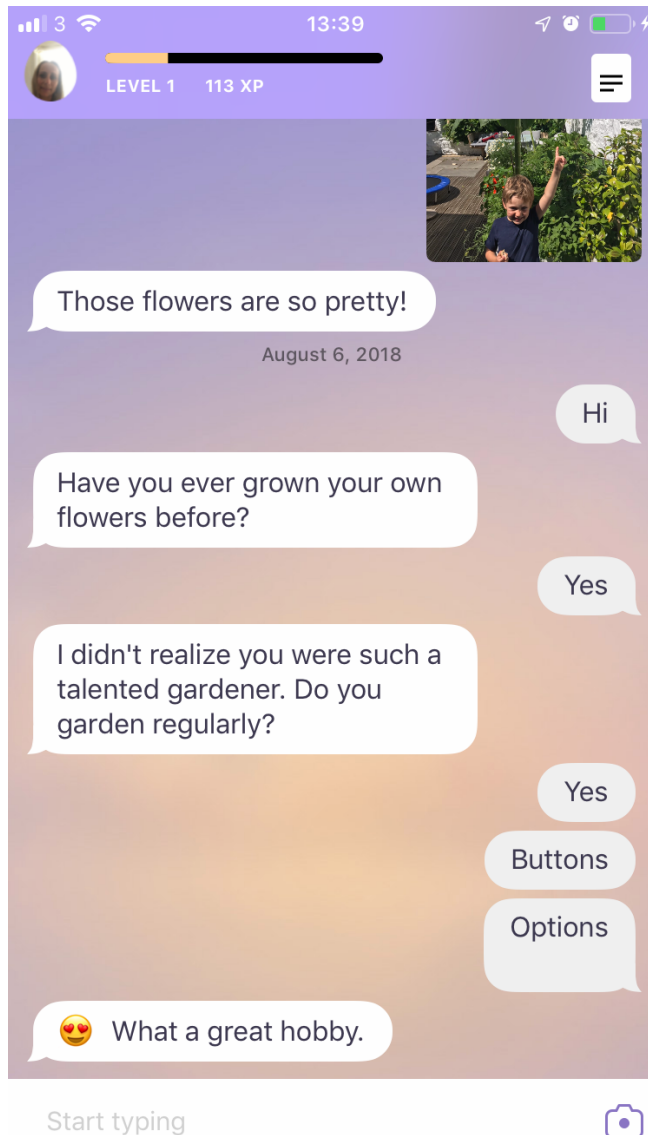 3 13:39
LEVEL 1 113 XP
Those flowers are so pretty!
August 6, 2018
Hi
Have you ever grown your own
flowers before?
Yes
I didn't realize you were such a
talented gardener. Do you
garden regularly?
Yes
Buttons
Options
😍 What a great hobby.
Start typing